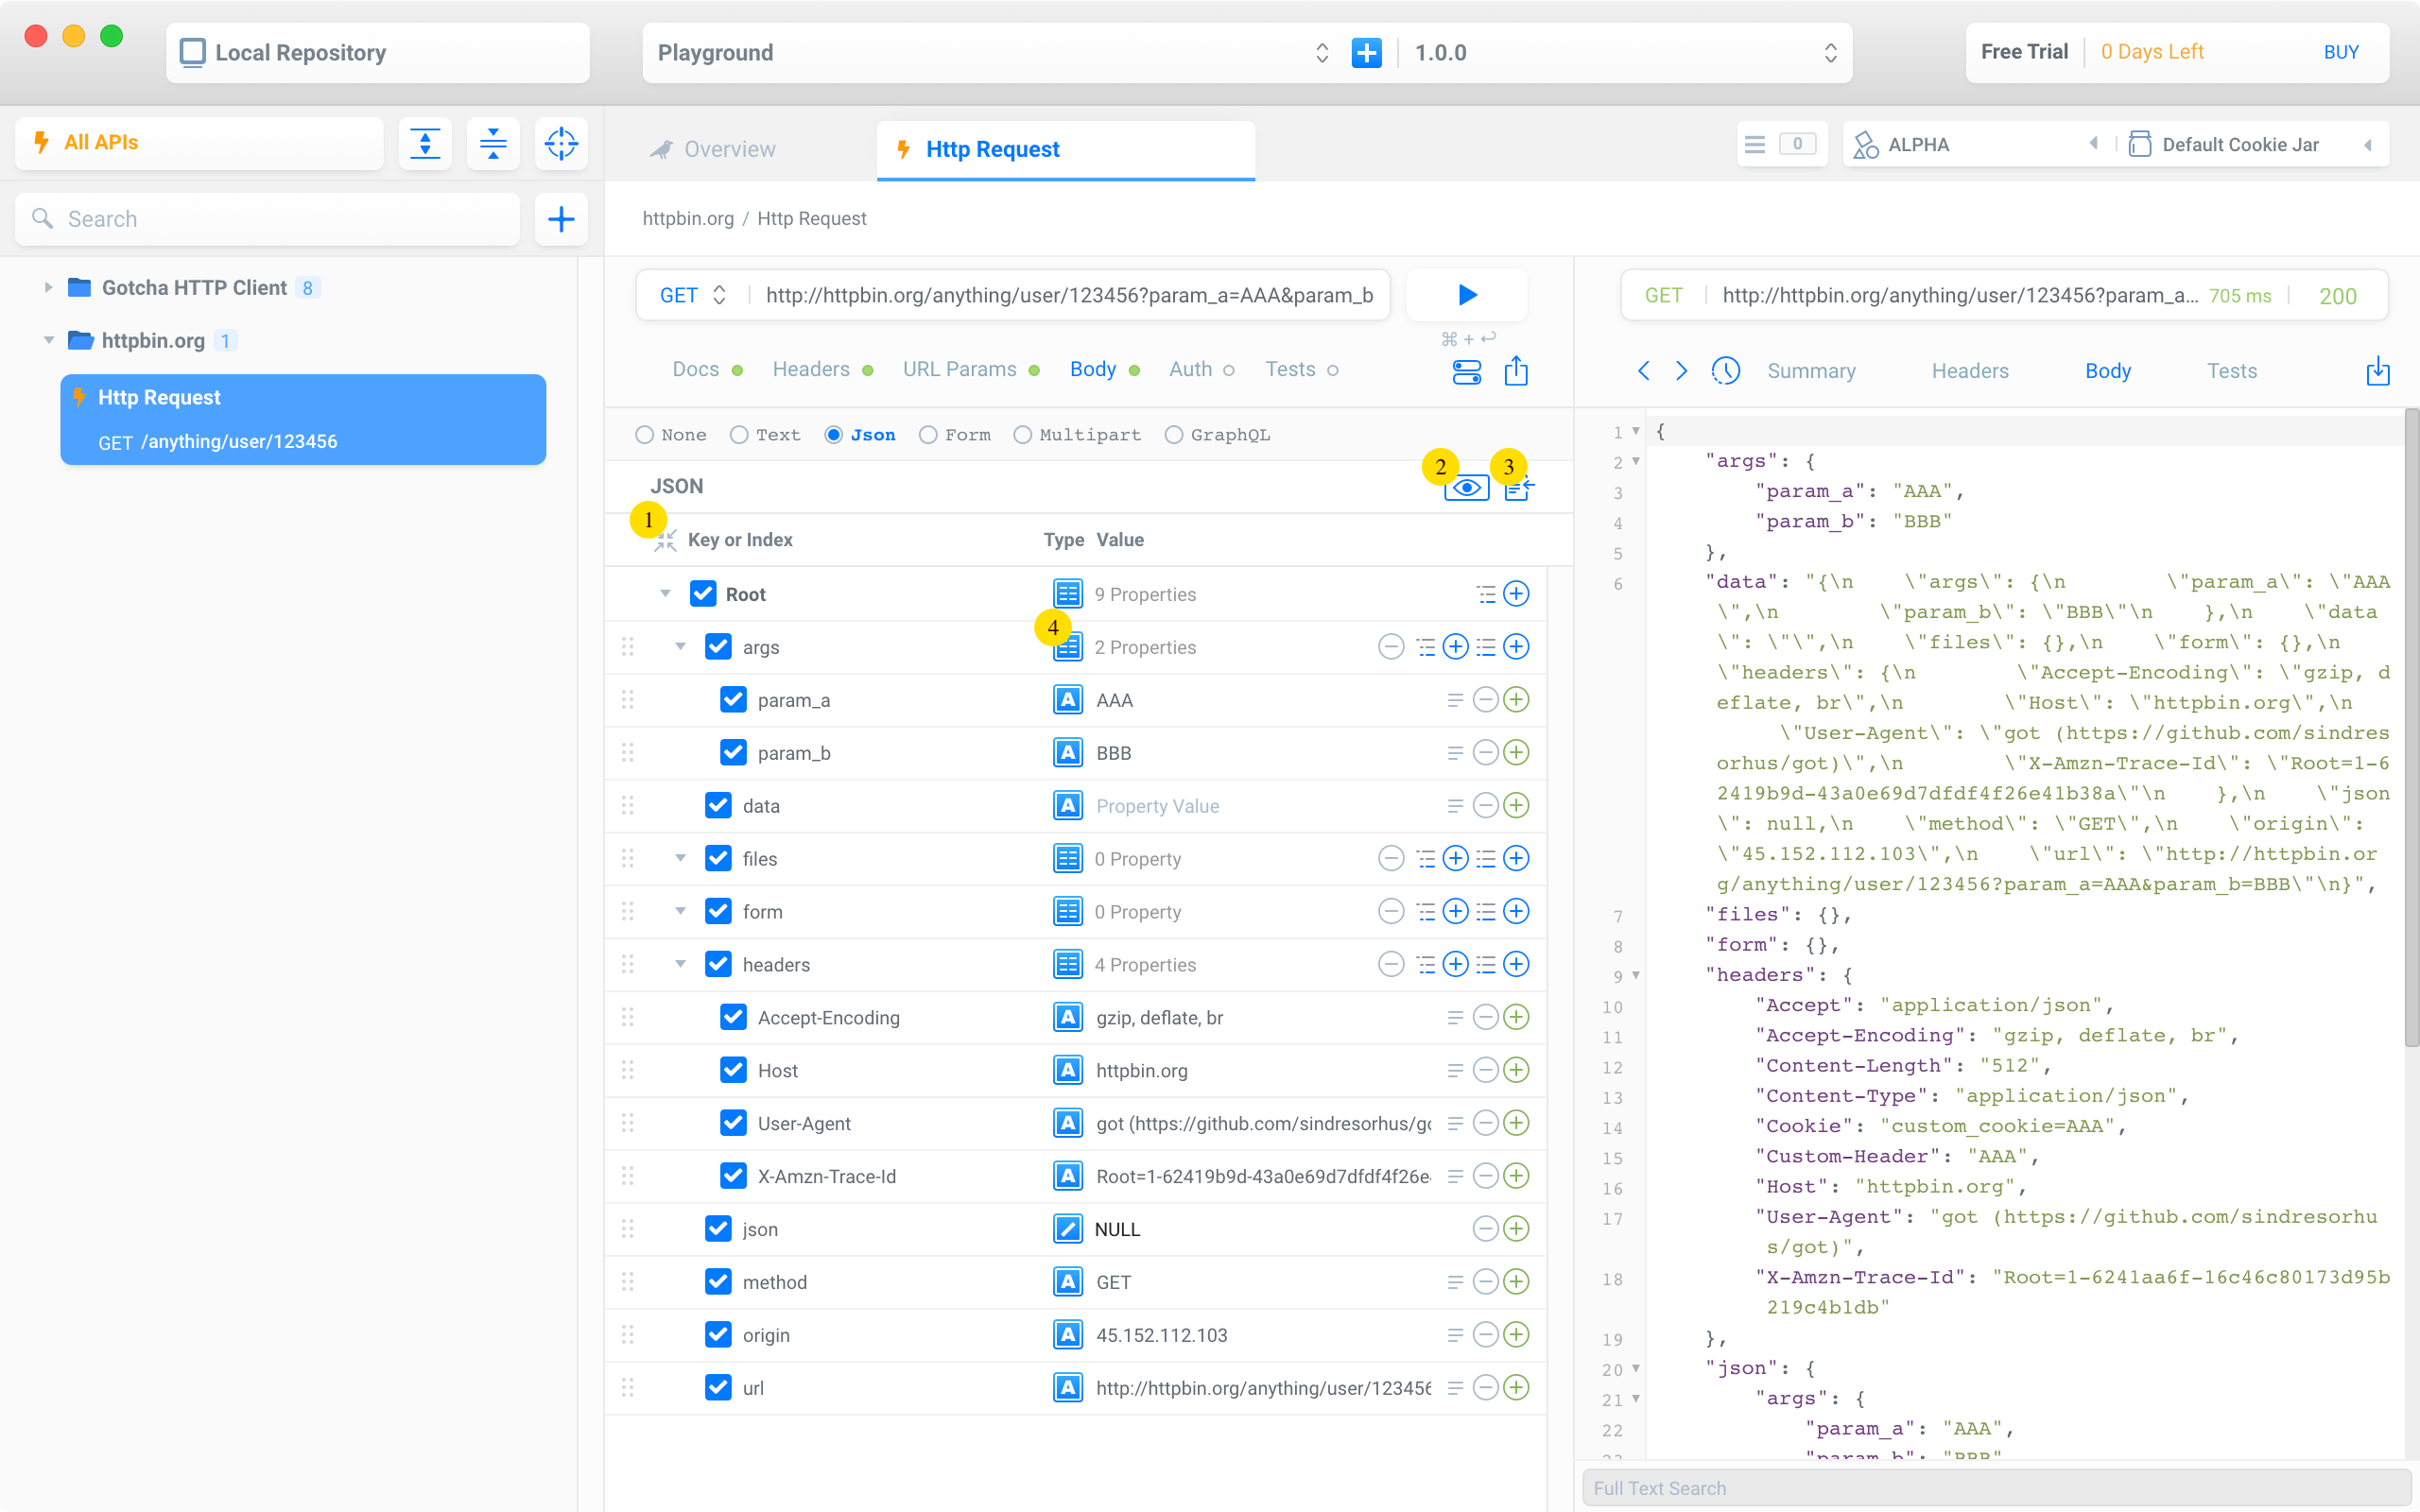 Local Repository
Playground
1.0.0
Free Trial
0 Days Left
BUY
All APIs
Search
Gotcha HTTP Client 8
httpbin.org 1
Http Request
GET /anything/user/123456
Overview
Http Request
0
ALPHA
Default Cookie Jar
httpbin.org / Http Request
GET http://httpbin.org/anything/user/123456?param_a=AAA&param_b
⌘ + ↩
Docs
Headers
URL Params
Body
Auth
Tests
None
Text
Json
Form
Multipart
GraphQL
2
3
JSON
1
Key or Index Type Value
Root 9 Properties
4
args 2 Properties
param_a A AAA
param_b A BBB
data A Property Value
files 0 Property
form 0 Property
headers 4 Properties
Accept-Encoding A gzip, deflate, br
Host A httpbin.org
User-Agent A got (https://github.com/sindresorhus/go
X-Amzn-Trace-Id A Root=1-62419b9d-43a0e69d7dfdf4f26e
json NULL
method A GET
origin A 45.152.112.103
url A http://httpbin.org/anything/user/123456
GET http://httpbin.org/anything/user/123456?param_a... 705 ms 200
Summary
Headers
Body
Tests
1 {
2 "args": {
3 "param_a": "AAA",
4 "param_b": "BBB"
5 },
6 "data": "{\n    \"args\": {\n        \"param_a\": \"AAA
\",\n        \"param_b\": \"BBB\"\n    },\n    \"data
\": \"\",\n    \"files\": {},\n    \"form\": {},\n
\"headers\": {\n        \"Accept-Encoding\": \"gzip, d
eflate, br\",\n        \"Host\": \"httpbin.org\",\n
\"User-Agent\": \"got (https://github.com/sindres
orhus/got)\",\n        \"X-Amzn-Trace-Id\": \"Root=1-6
2419b9d-43a0e69d7dfdf4f26e41b38a\"\n    },\n    \"json
\": null,\n    \"method\": \"GET\",\n    \"origin\":
\"45.152.112.103\",\n    \"url\": \"http://httpbin.or
g/anything/user/123456?param_a=AAA&param_b=BBB\"\n}",
7 "files": {},
8 "form": {},
9 "headers": {
10 "Accept": "application/json",
11 "Accept-Encoding": "gzip, deflate, br",
12 "Content-Length": "512",
13 "Content-Type": "application/json",
14 "Cookie": "custom_cookie=AAA",
15 "Custom-Header": "AAA",
16 "Host": "httpbin.org",
17 "User-Agent": "got (https://github.com/sindresorhu
s/got)",
18 "X-Amzn-Trace-Id": "Root=1-6241aa6f-16c46c80173d95b
219c4b1db"
19 },
20 "json": {
21 "args": {
22 "param_a": "AAA",
23 "param_b": "BBB"
Full Text Search